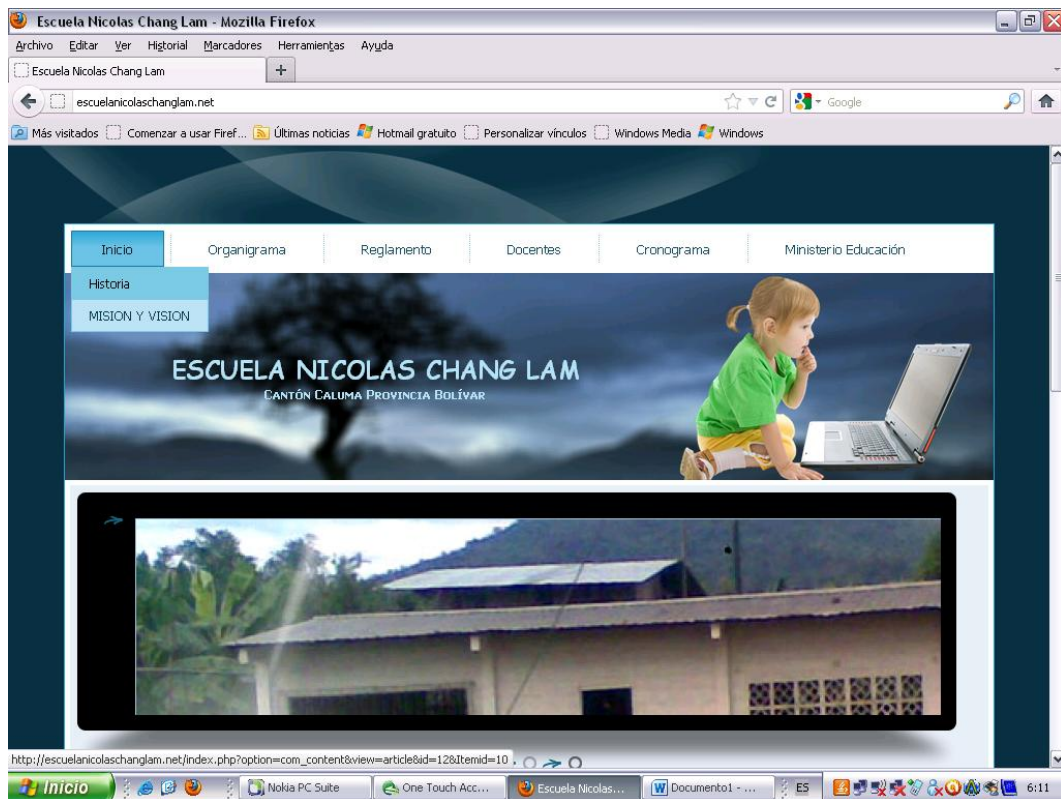 Escuela Nicolas Chang Lam - Mozilla Firefox
Archivo Editar Ver Historial Marcadores Herramientas Ayuda
Escuela Nicolas Chang Lam
escuelanicolaschanglam.net Google
Más visitados Comenzar a usar Firef... Últimas noticias Hotmail gratuito Personalizar vínculos Windows Media Windows
Inicio Organigrama Reglamento Docentes Cronograma Ministerio Educación
Historia
MISION Y VISION
ESCUELA NICOLAS CHANG LAM
CANTÓN CALUMA PROVINCIA BOLÍVAR
http://escuelanicolaschanglam.net/index.php?option=com_content&view=article&id=12&Itemid=10
Inicio Nokia PC Suite One Touch Acc... Escuela Nicolas... Documento1 - ... ES 6:11